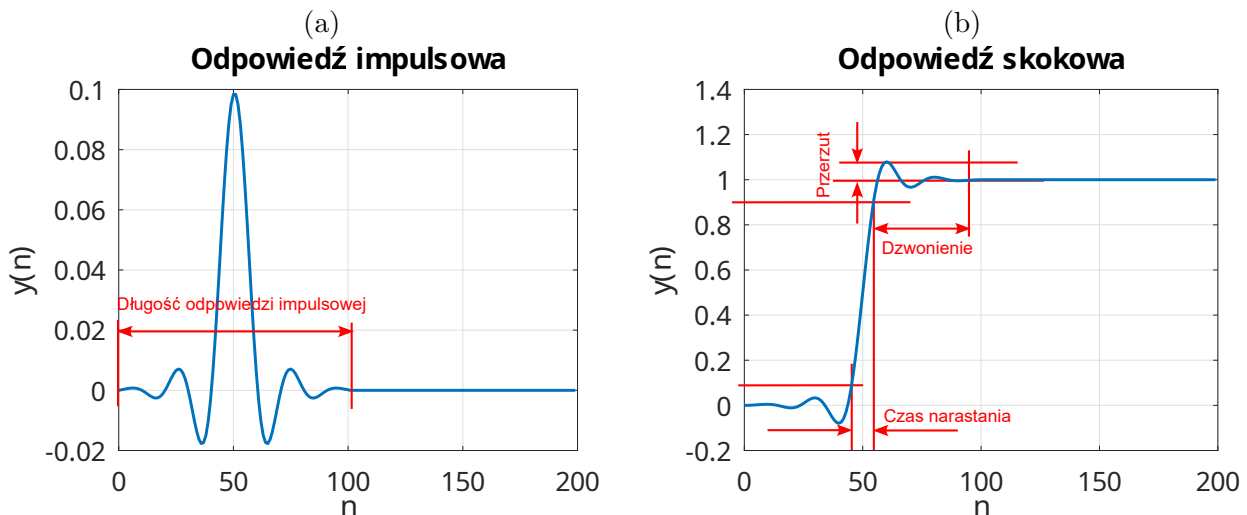 (a)
Odpowiedź impulsowa
y(n)
0.1
0.08
0.06
0.04
0.02
0
-0.02
Długość odpowiedzi impulsowej
0 50 100 150 200
n
(b)
Odpowiedź skokowa
y(n)
1.4
1.2
1
0.8
0.6
0.4
0.2
0
-0.2
Przerzut
Dzwonienie
Czas narastania
0 50 100 150 200
n